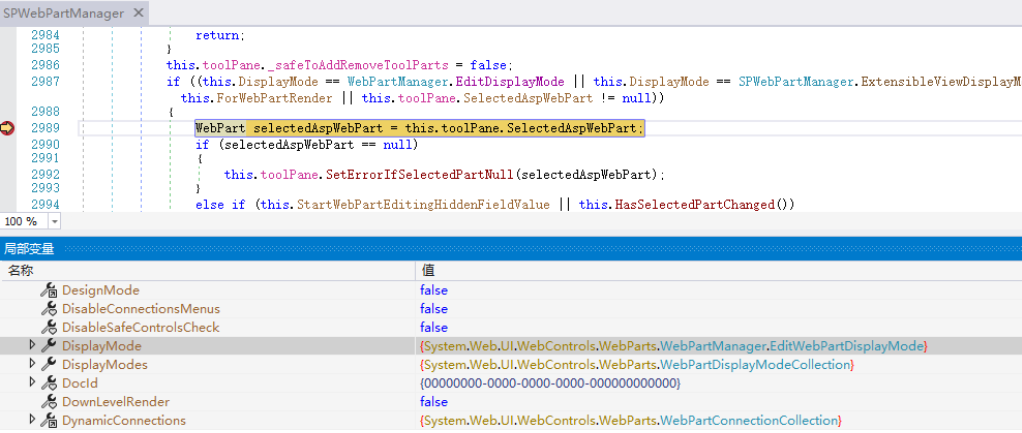 SPWebPartManager
2984 return;
2985 }
2986 this.toolPane._safeToAddRemoveToolParts = false;
2987 if ((this.DisplayMode == WebPartManager.EditDisplayMode || this.DisplayMode == SPWebPartManager.ExtensibleViewDisplayM
this.ForWebPartRender || this.toolPane.SelectedAspWebPart != null))
2988 {
2989 WebPart selectedAspWebPart = this.toolPane.SelectedAspWebPart;
2990 if (selectedAspWebPart == null)
2991 {
2992 this.toolPane.SetErrorIfSelectedPartNull(selectedAspWebPart);
2993 }
2994 else if (this.StartWebPartEditingHiddenFieldValue || this.HasSelectedPartChanged())
100 %
局部变量
名称 值
DesignMode false
DisableConnectionsMenus false
DisableSafeControlsCheck false
DisplayMode {System.Web.UI.WebControls.WebParts.WebPartManager.EditWebPartDisplayMode}
DisplayModes {System.Web.UI.WebControls.WebParts.WebPartDisplayModeCollection}
DocId {00000000-0000-0000-0000-000000000000}
DownLevelRender false
DynamicConnections {System.Web.UI.WebControls.WebParts.WebPartConnectionCollection}